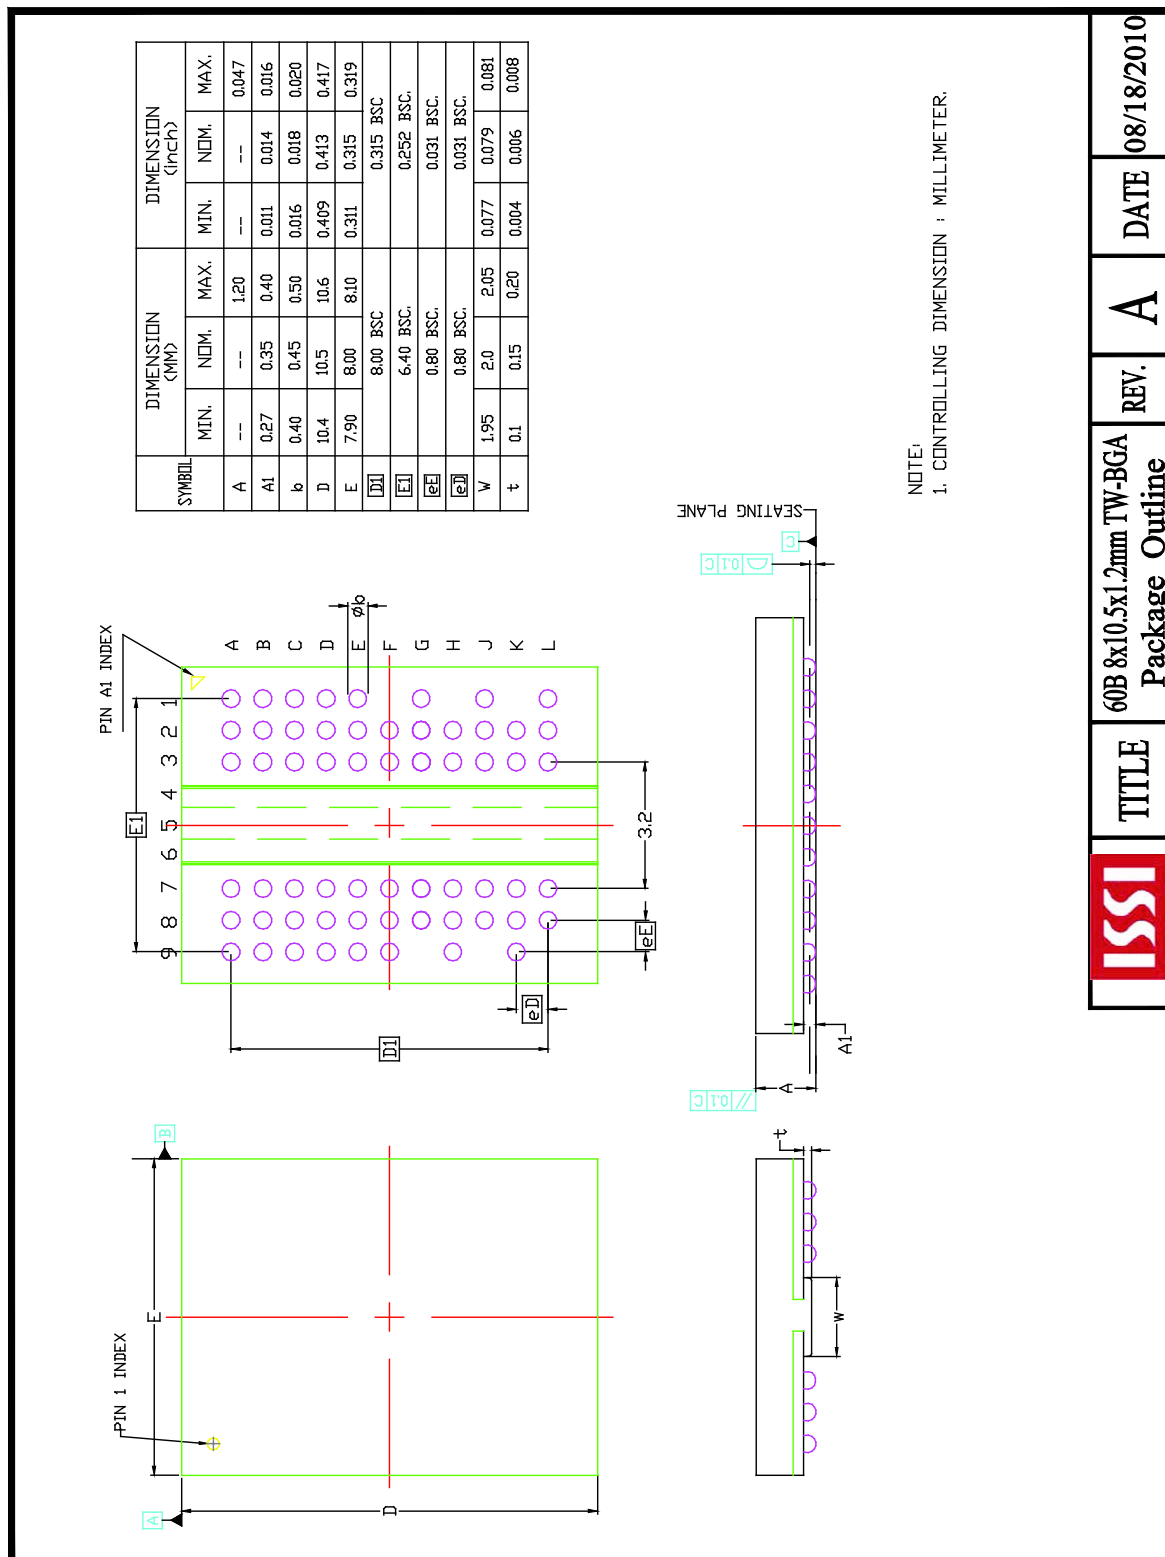 SYMBOL
DIMENSION
(MM)
DIMENSION
(inch)
MIN. NOM. MAX. MIN. NOM. MAX.
A -- -- 1.20 -- -- 0.047
A1 0.27 0.35 0.40 0.011 0.014 0.016
b 0.40 0.45 0.50 0.016 0.018 0.020
D 10.4 10.5 10.6 0.409 0.413 0.417
E 7.90 8.00 8.10 0.311 0.315 0.319
D1 8.00 BSC 0.315 BSC
E1 6.40 BSC. 0.252 BSC.
eE 0.80 BSC. 0.031 BSC.
eD 0.80 BSC. 0.031 BSC.
W 1.95 2.0 2.05 0.077 0.079 0.081
t 0.1 0.15 0.20 0.004 0.006 0.008
PIN 1 INDEX
E
B
A
D
PIN A1 INDEX
E1
9 8 7 6 5 4 3 2 1
A
B
C
D
E
F
G
H
J
K
L
øb
D1
eD
eE
3.2
t
W
// 0.1 C
A
A1
0.1 C
C
SEATING PLANE
NOTE:
1. CONTROLLING DIMENSION : MILLIMETER.
ISSI
TITLE
60B 8x10.5x1.2mm TW-BGA
Package Outline
REV.
A
DATE
08/18/2010